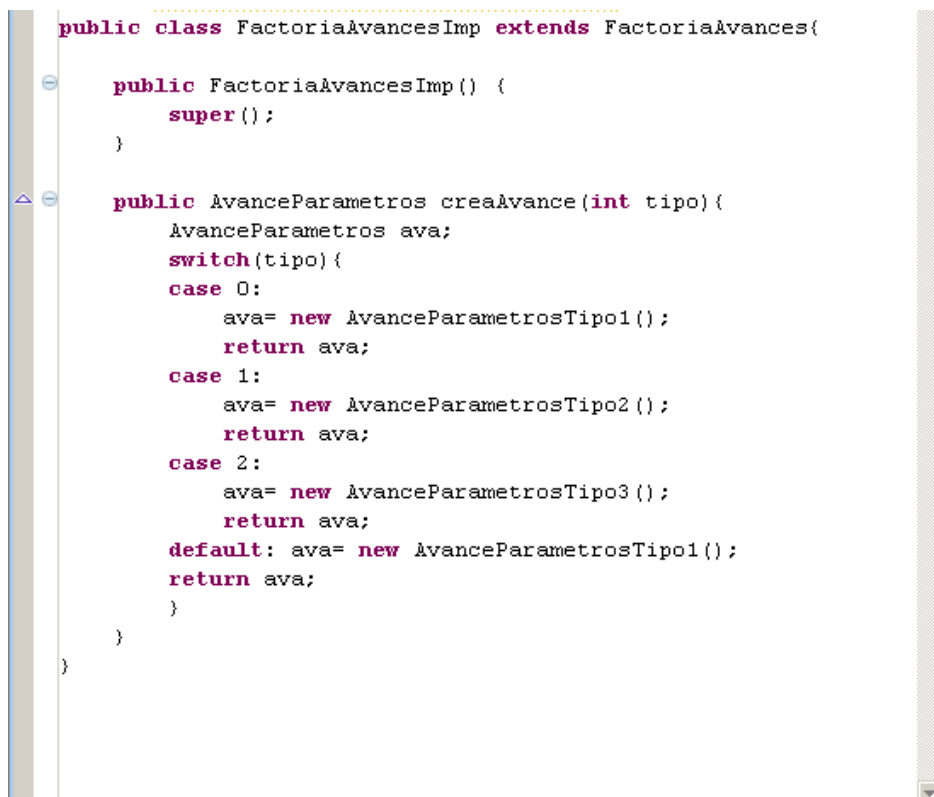 public class FactoriaAvancesImp extends FactoriaAvances{
public FactoriaAvancesImp() {
super();
}
public AvanceParametros creaAvance(int tipo){
AvanceParametros ava;
switch(tipo){
case 0:
ava= new AvanceParametrosTipo1();
return ava;
case 1:
ava= new AvanceParametrosTipo2();
return ava;
case 2:
ava= new AvanceParametrosTipo3();
return ava;
default: ava= new AvanceParametrosTipo1();
return ava;
}
}
}